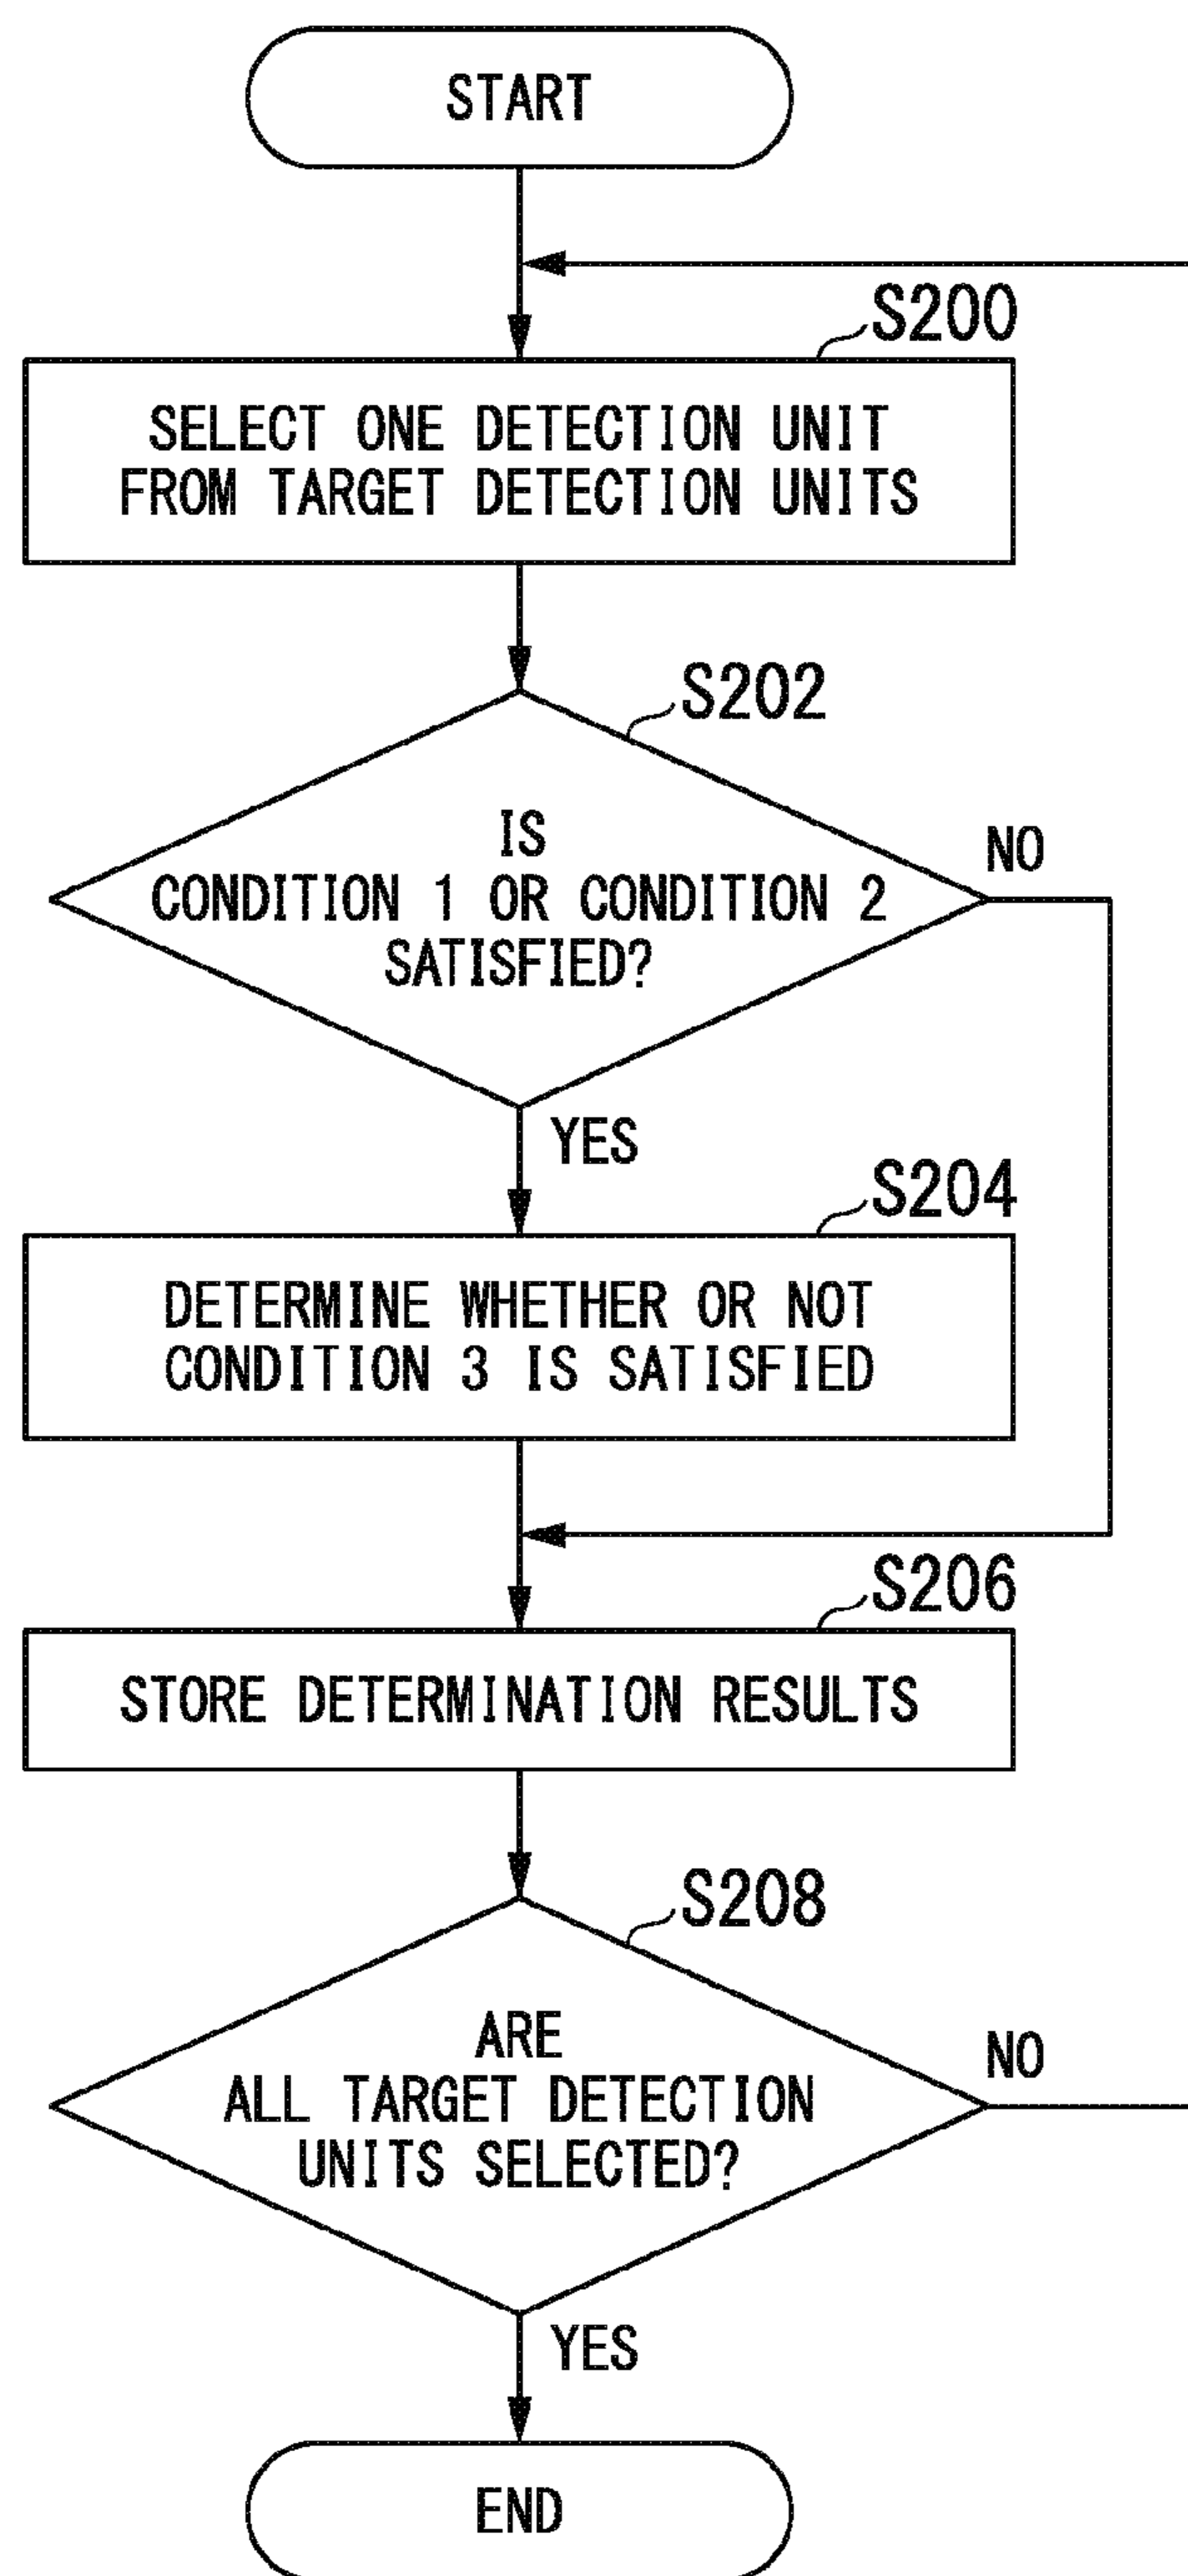 START
S200
SELECT ONE DETECTION UNIT
FROM TARGET DETECTION UNITS
S202
IS
CONDITION 1 OR CONDITION 2
SATISFIED?
NO
YES
S204
DETERMINE WHETHER OR NOT
CONDITION 3 IS SATISFIED
S206
STORE DETERMINATION RESULTS
S208
ARE
ALL TARGET DETECTION
UNITS SELECTED?
NO
YES
END